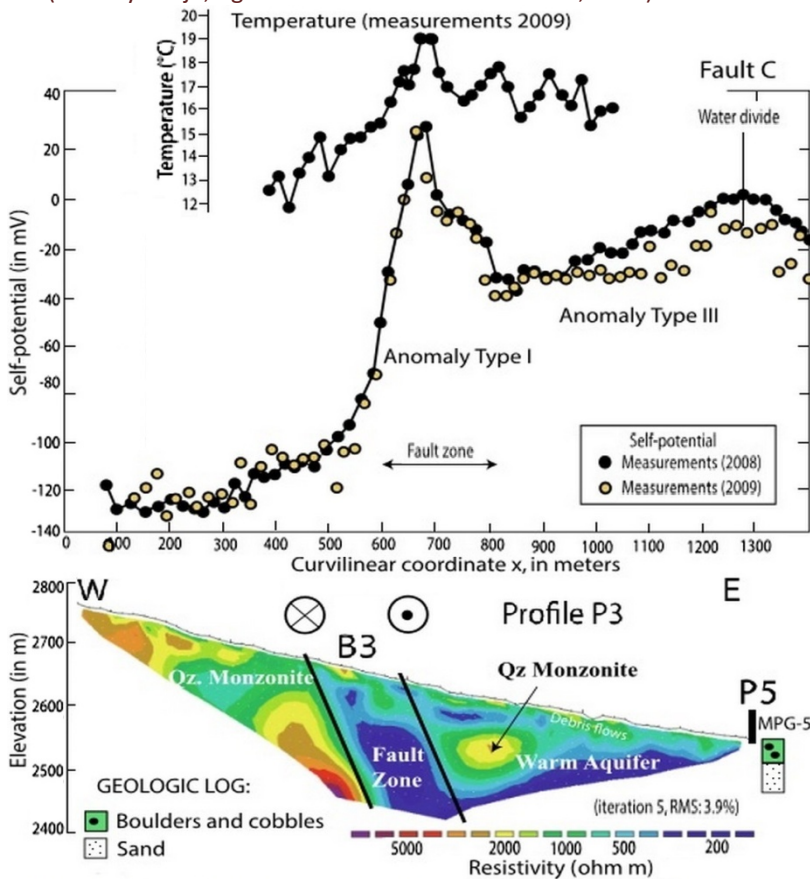 Temperature (measurements 2009)
20
19
18
17
16
15
14
13
12
Temperature (°C)
Fault C
Water divide
40
20
0
-20
-40
-60
-80
-100
-120
-140
Self-potential (in mV)
Anomaly Type III
Anomaly Type I
Fault zone
Self-potential
Measurements (2008)
Measurements (2009)
0 100 200 300 400 500 600 700 800 900 1000 1100 1200 1300
Curvilinear coordinate x, in meters
2800
2700
2600
2500
2400
Elevation (in m)
W
E
Profile P3
B3
Qz Monzonite
Qz. Monzonite
P5
MPG-5
Debris flows
Fault
Zone
Warm Aquifer
GEOLOGIC LOG:
Boulders and cobbles
Sand
(iteration 5, RMS: 3.9%)
5000 2000 1000 500 200
Resistivity (ohm m)